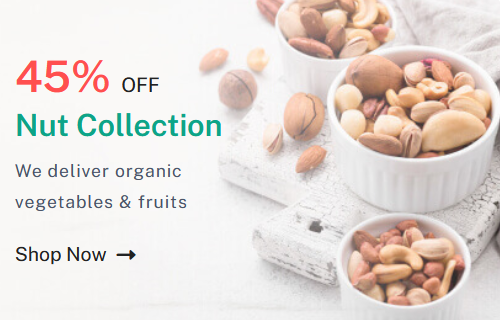 45% OFF
Nut Collection
We deliver organic
vegetables & fruits
Shop Now →